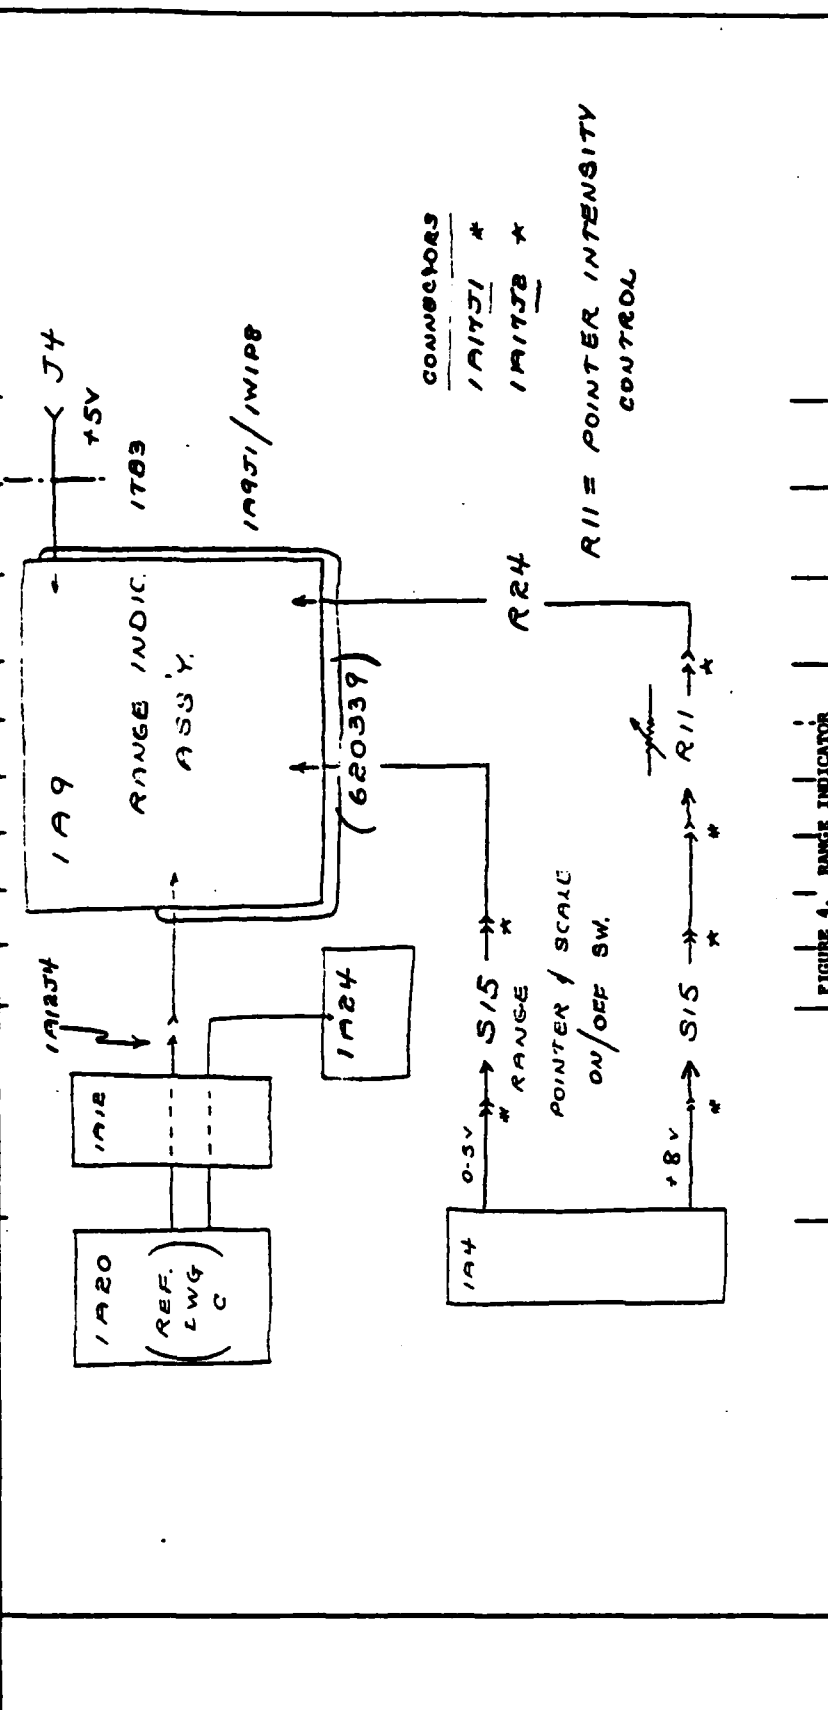 1A20
(REF.
LWG
C)
1A12
1A12J4
1A24
1A9
RANGE INDIC.
ASS'Y.
(620339)
J4
+5V
1TB3
1A9J1/1W1P8
1A4
0-5V
#
S15
*
RANGE
POINTER & SCALE
ON/OFF SW.
+8V
#
S15
*
#
R11
*
R24
CONNECTORS
1A17J1 #
1A17J2 *
R11 = POINTER INTENSITY
CONTROL
FIGURE 4. RANGE INDICATOR